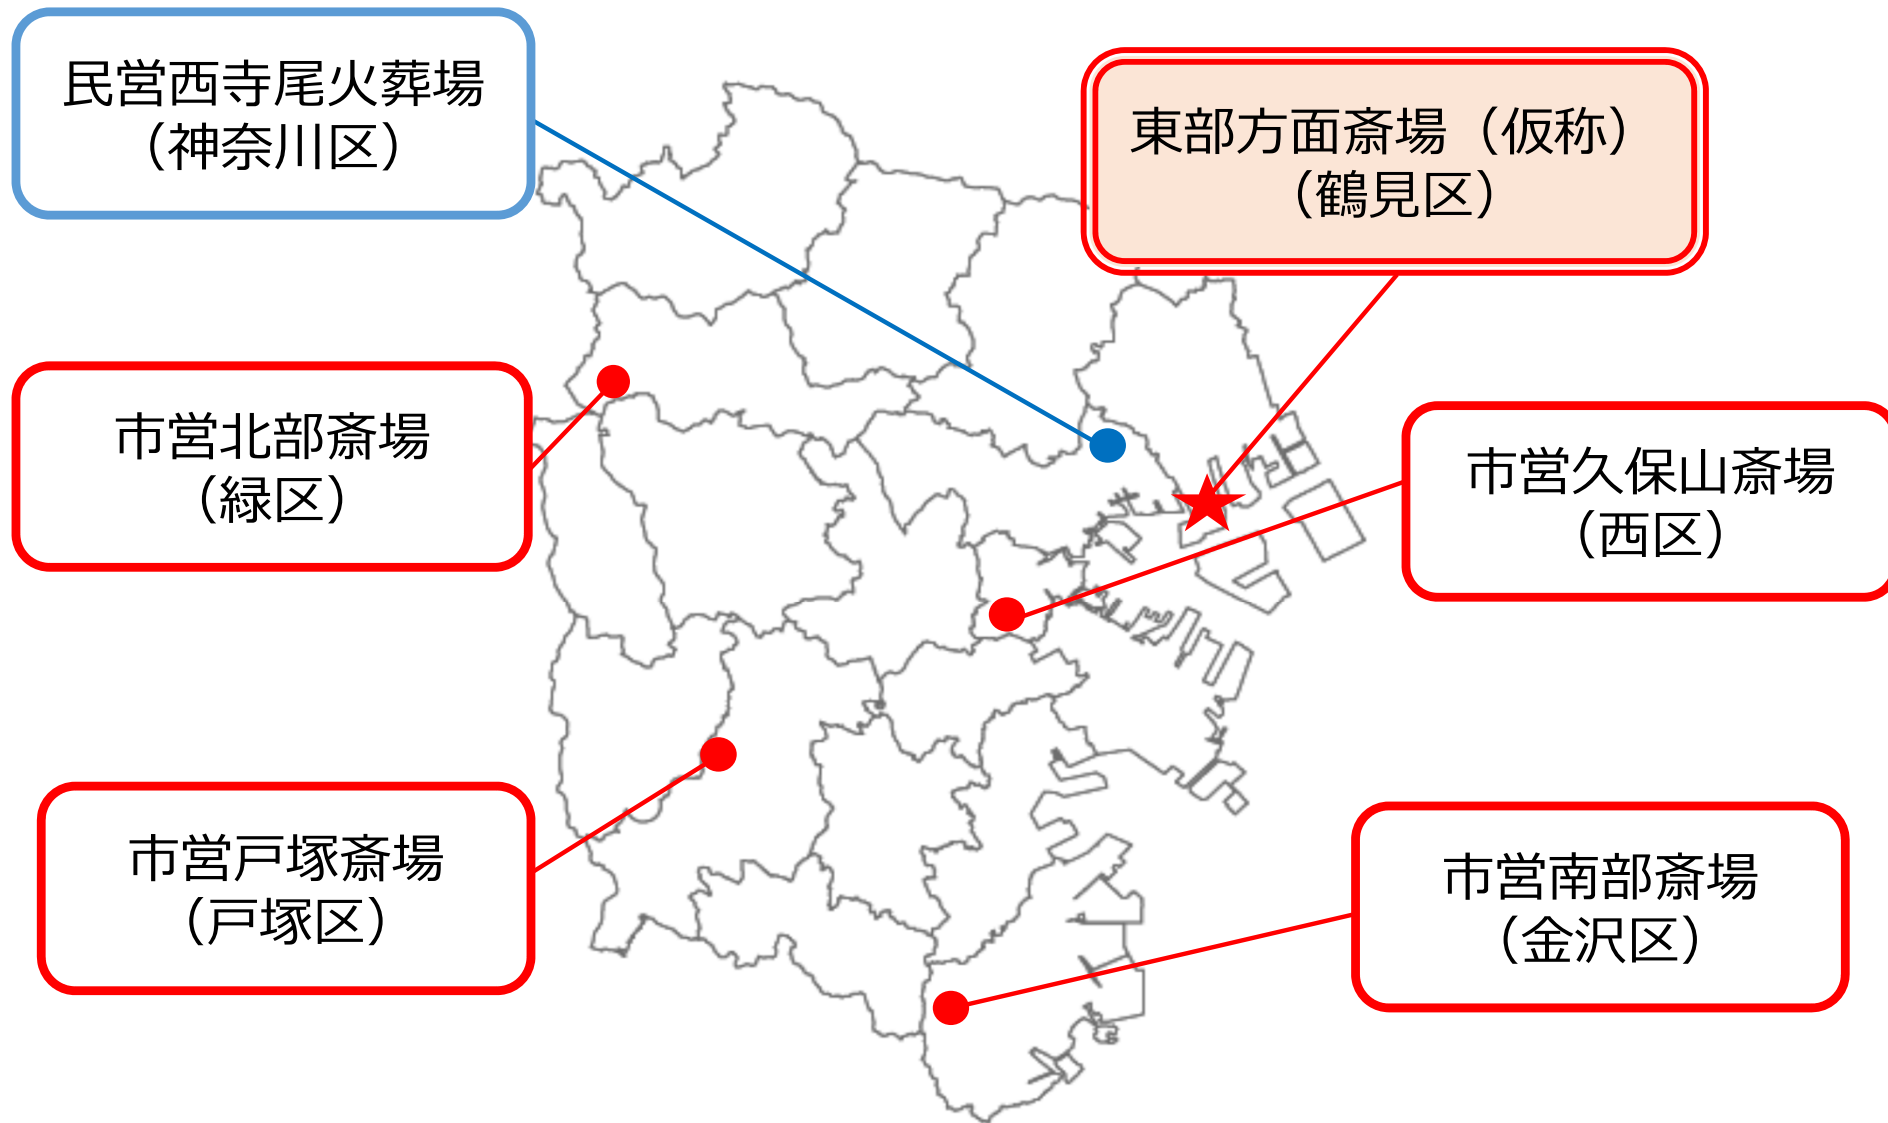 民営西寺尾火葬場
（神奈川区）
東部方面斎場（仮称）
（鶴見区）
市営北部斎場
（緑区）
市営久保山斎場
（西区）
市営戸塚斎場
（戸塚区）
市営南部斎場
（金沢区）